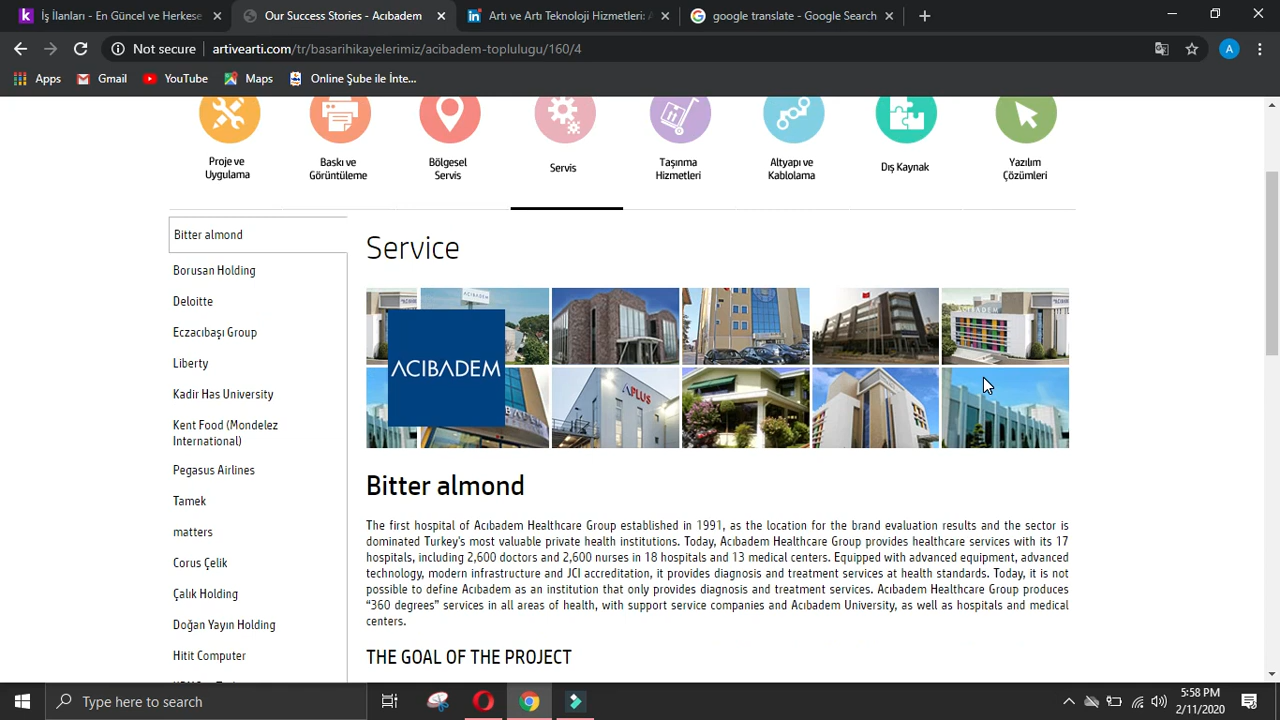 İş İlanları - En Güncel ve Herkese
Our Success Stories - Acıbadem
Artı ve Artı Teknoloji Hizmetleri: A
google translate - Google Search
Not secure
artivearti.com/tr/basarihikayelerimiz/acibadem-toplulugu/160/4
A
Apps
Gmail
YouTube
Maps
Online Şube ile İnte...
Proje ve
Uygulama
Baskı ve
Görüntüleme
Bölgesel
Servis
Servis
Taşınma
Hizmetleri
Altyapı ve
Kablolama
Dış Kaynak
Yazılım
Çözümleri
Bitter almond
Borusan Holding
Deloitte
Eczacıbaşı Group
Liberty
Kadir Has University
Kent Food (Mondelez
International)
Pegasus Airlines
Tamek
matters
Corus Çelik
Çalık Holding
Doğan Yayın Holding
Hitit Computer
Service
ACIBADEM
ACIBADEM
APLUS
Bitter almond
The first hospital of Acıbadem Healthcare Group established in 1991, as the location for the brand evaluation results and the sector is
dominated Turkey's most valuable private health institutions. Today, Acıbadem Healthcare Group provides healthcare services with its 17
hospitals, including 2,600 doctors and 2,600 nurses in 18 hospitals and 13 medical centers. Equipped with advanced equipment, advanced
technology, modern infrastructure and JCI accreditation, it provides diagnosis and treatment services at health standards. Today, it is not
possible to define Acıbadem as an institution that only provides diagnosis and treatment services. Acıbadem Healthcare Group produces
“360 degrees” services in all areas of health, with support service companies and Acıbadem University, as well as hospitals and medical
centers.
THE GOAL OF THE PROJECT
Type here to search
5:58 PM
2/11/2020